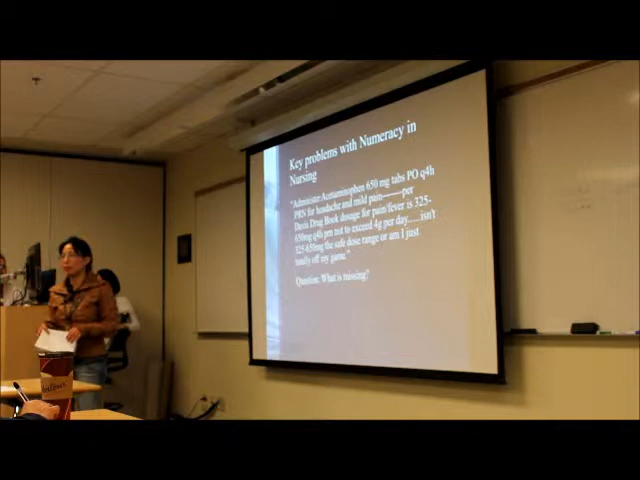 Key problems with Numeracy in
Nursing
"Administer Acetaminophen 650 mg tabs PO q4h
PRN for headache and mild pain-------per
Davis Drug Book dosage for pain/fever is 325-
650mg q4h prn not to exceed 4g per day.....isn't
325-650mg the safe dose range or am I just
totally off my game."
'Question: What is missing?